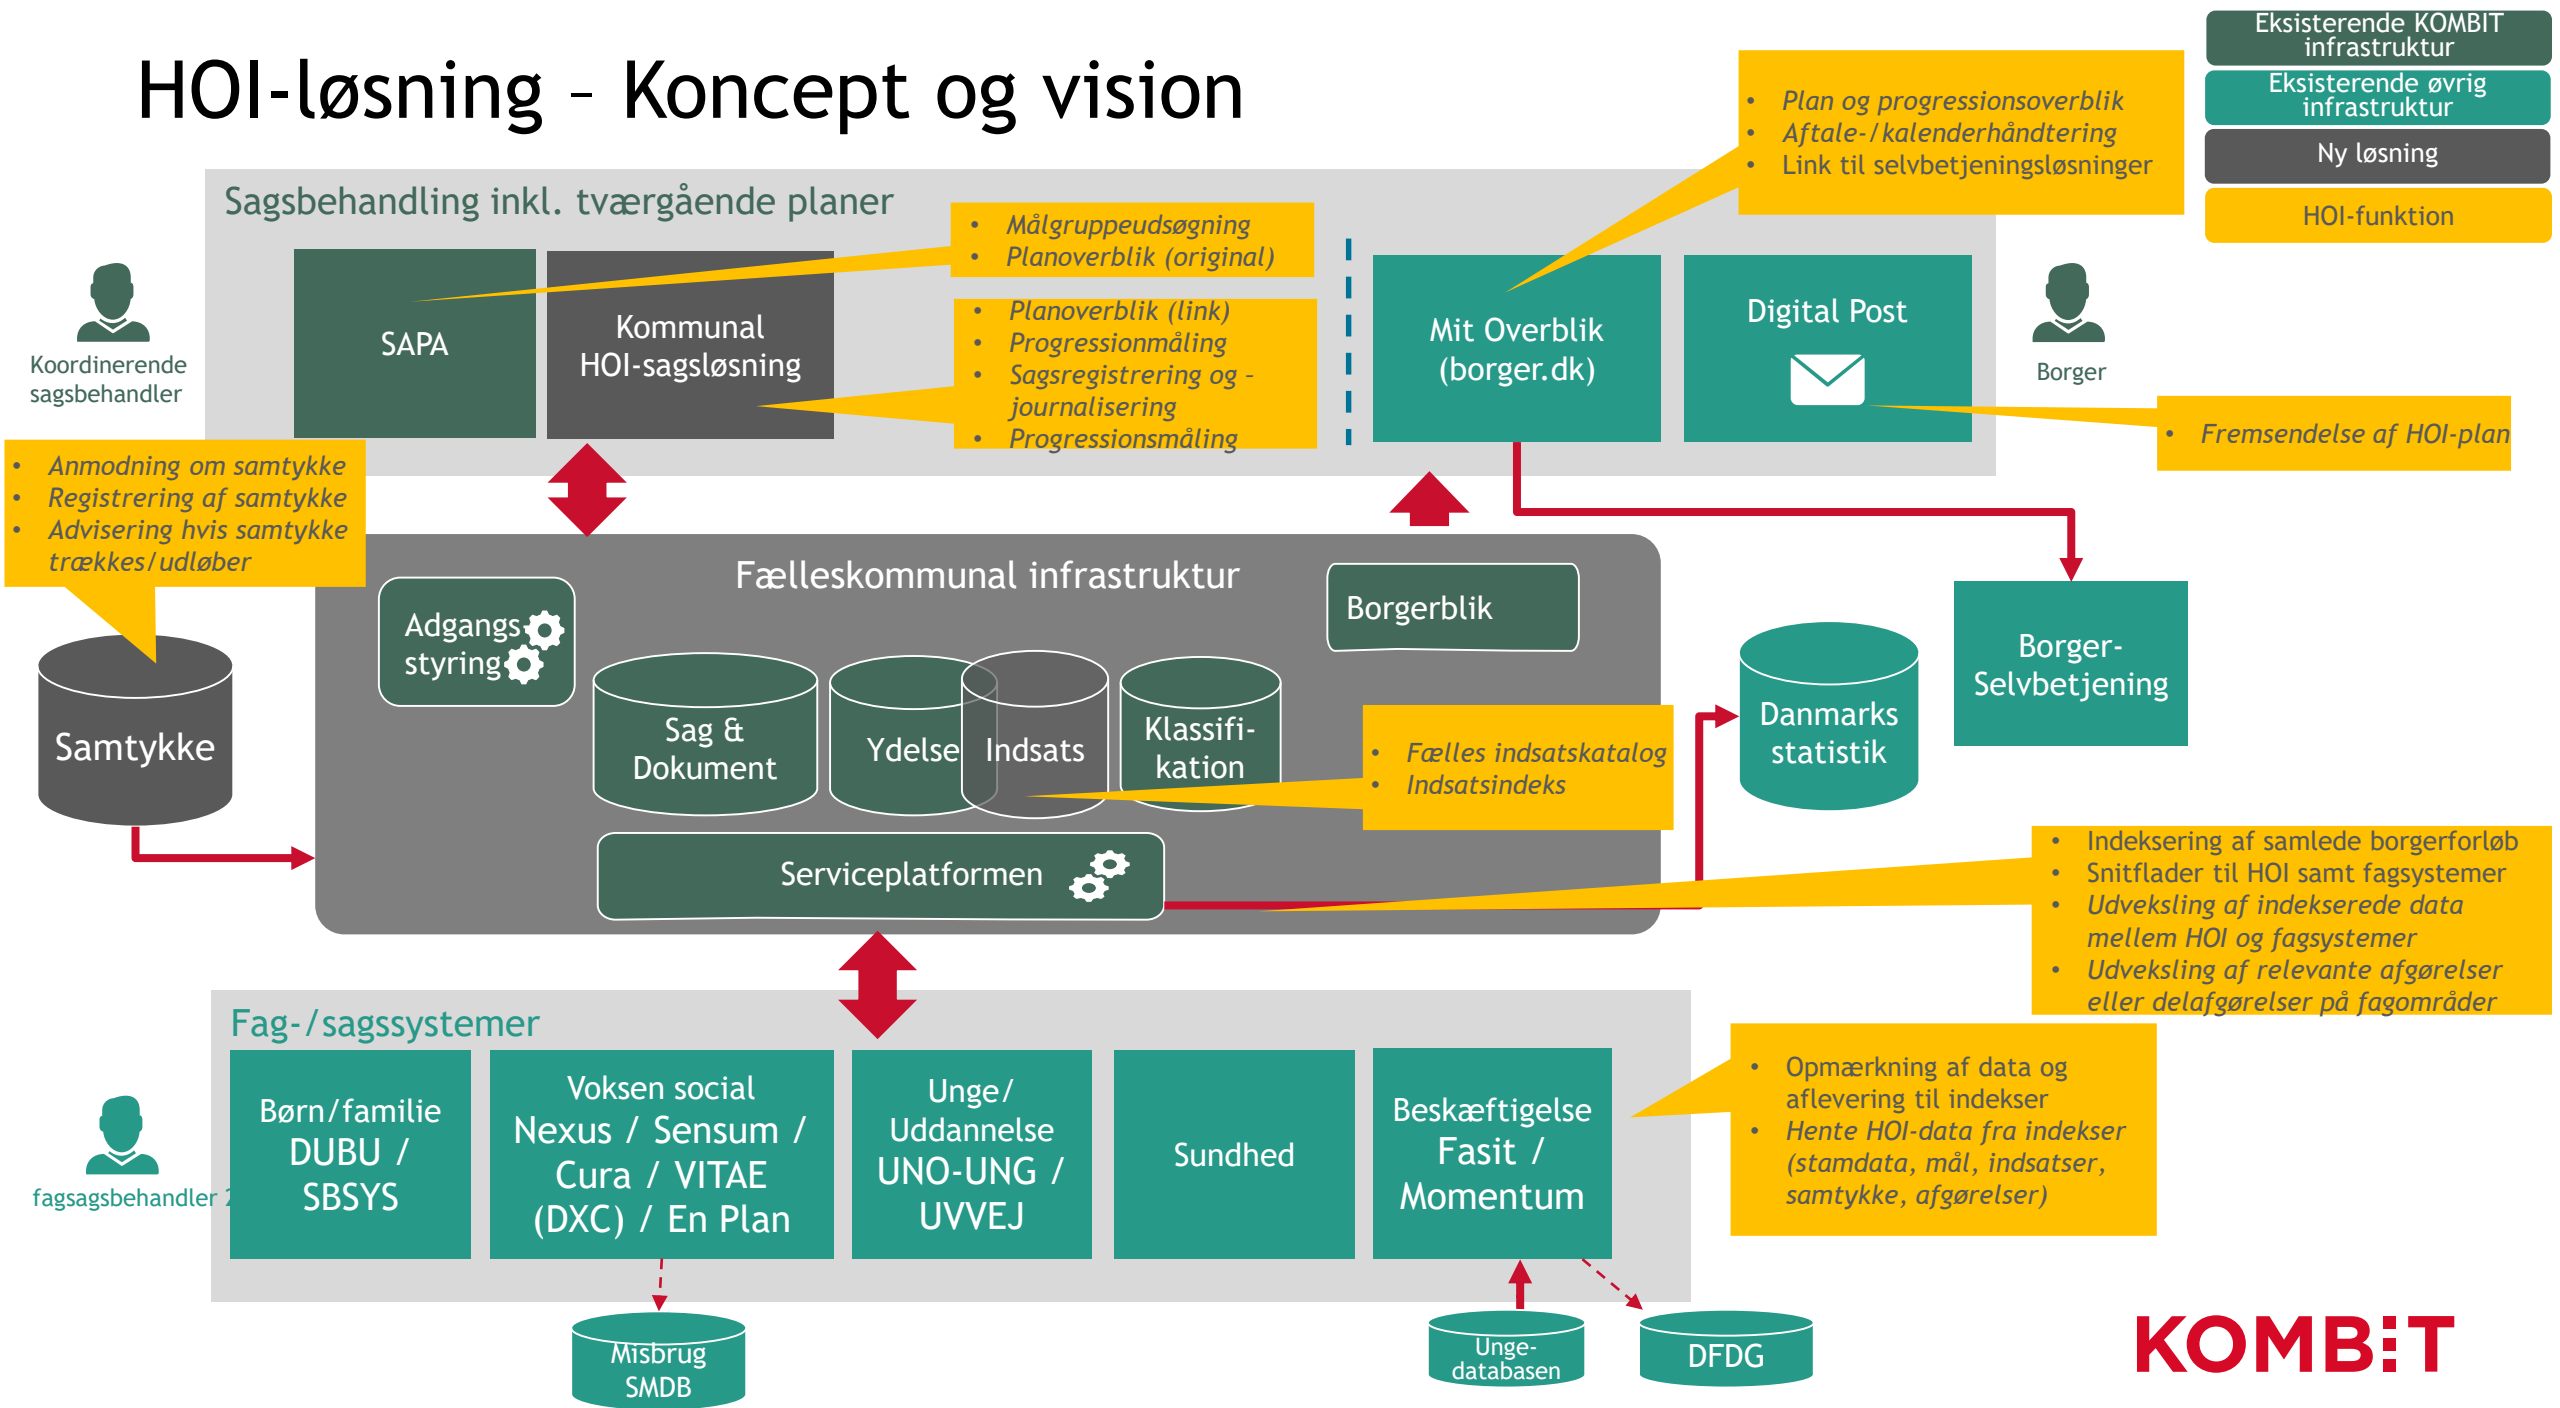 HOI-løsning – Koncept og vision
Eksisterende KOMBIT
infrastruktur
Eksisterende øvrig
infrastruktur
Ny løsning
HOI-funktion
• Plan og progressionsoverblik
• Aftale-/kalenderhåndtering
• Link til selvbetjeningsløsninger
Sagsbehandling inkl. tværgående planer
• Målgruppeudsøgning
• Planoverblik (original)
• Planoverblik (link)
• Progressionmåling
• Sagsregistrering og –
journalisering
• Progressionsmåling
Koordinerende
sagsbehandler
SAPA
Kommunal
HOI-sagsløsning
Mit Overblik
(borger.dk)
Digital Post
Borger
• Fremsendelse af HOI-plan
• Anmodning om samtykke
• Registrering af samtykke
• Advisering hvis samtykke
trækkes/udløber
Samtykke
Fælleskommunal infrastruktur
Adgangs
styring
Borgerblik
Sag &
Dokument
Ydelse
Indsats
Klassifi-
kation
• Fælles indsatskatalog
• Indsatsindeks
Danmarks
statistik
Borger-
Selvbetjening
Serviceplatformen
• Indeksering af samlede borgerforløb
• Snitflader til HOI samt fagsystemer
• Udveksling af indekserede data
mellem HOI og fagsystemer
• Udveksling af relevante afgørelser
eller delafgørelser på fagområder
Fag-/sagssystemer
fagsagsbehandler
Børn/familie
DUBU /
SBSYS
Voksen social
Nexus / Sensum /
Cura / VITAE
(DXC) / En Plan
Unge/
Uddannelse
UNO-UNG /
UVVEJ
Sundhed
Beskæftigelse
Fasit /
Momentum
• Opmærkning af data og
aflevering til indekser
• Hente HOI-data fra indekser
(stamdata, mål, indsatser,
samtykke, afgørelser)
Misbrug
SMDB
Unge-
databasen
DFDG
KOMBIT